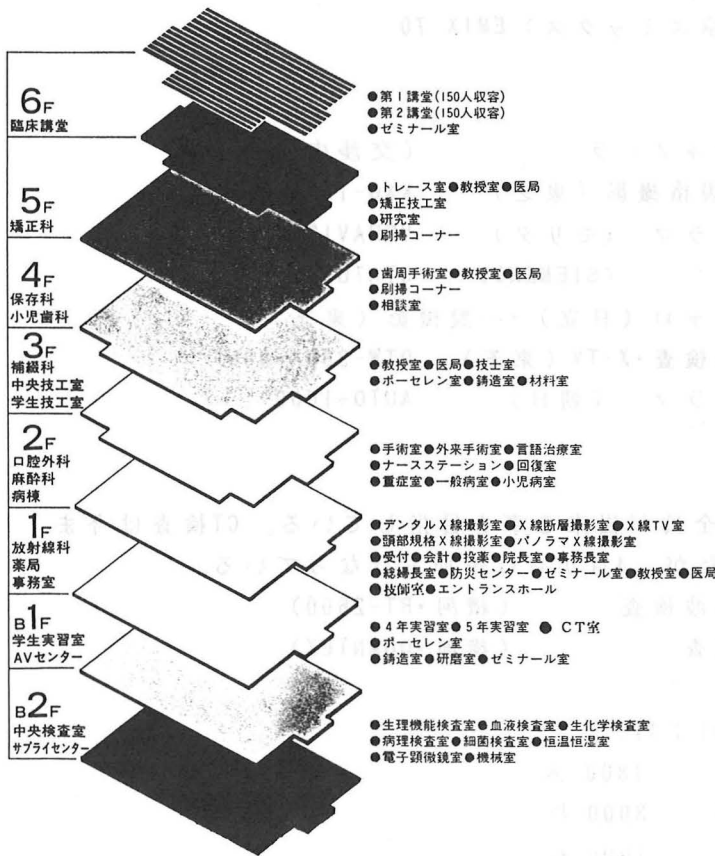 6F
臨床講堂
●第1講堂(150人収容)
●第2講堂(150人収容)
●ゼミナール室
5F
矯正科
●トレース室●教授室●医局
●矯正技工室
●研究室
●刷掃コーナー
4F
保存科
小児歯科
●歯周手術室●教授室●医局
●刷掃コーナー
●相談室
3F
補綴科
中央技工室
学生技工室
●教授室●医局●技士室
●ポーセレン室●鋳造室●材料室
2F
口腔外科
麻酔科
病棟
●手術室●外来手術室●言語治療室
●ナースステーション●回復室
●重症室●一般病室●小児病室
1F
放射線科
薬局
事務室
●デンタルX線撮影室●X線断層撮影室●X線TV室
●頭部規格X線撮影室●パノラマX線撮影室
●受付●会計●投薬●院長室●事務長室
●総婦長室●防災センター●ゼミナール室●教授室●医局
●技師室●エントランスホール
B1F
学生実習室
AVセンター
●4年実習室●5年実習室 ● CT室
●ポーセレン室
●鋳造室●研磨室●ゼミナール室
B2F
中央検査室
サプライセンター
●生理機能検査室●血液検査室●生化学検査室
●病理検査室●細菌検査室●恒温恒湿室
●電子顕微鏡室●機械室